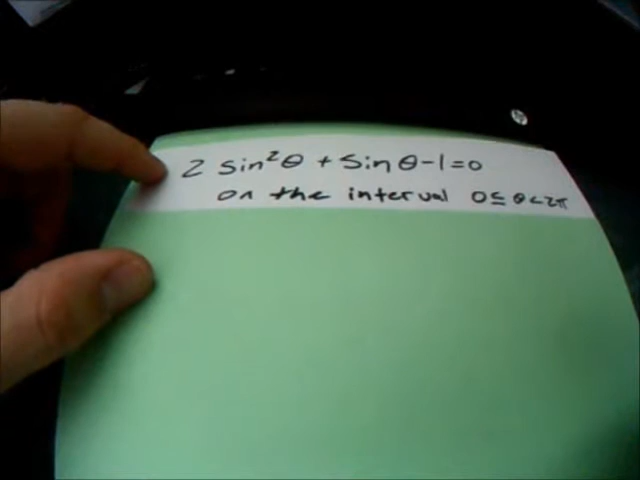 2 sin²θ + sin θ - 1 = 0
on the interval 0 ≤ θ < 2π